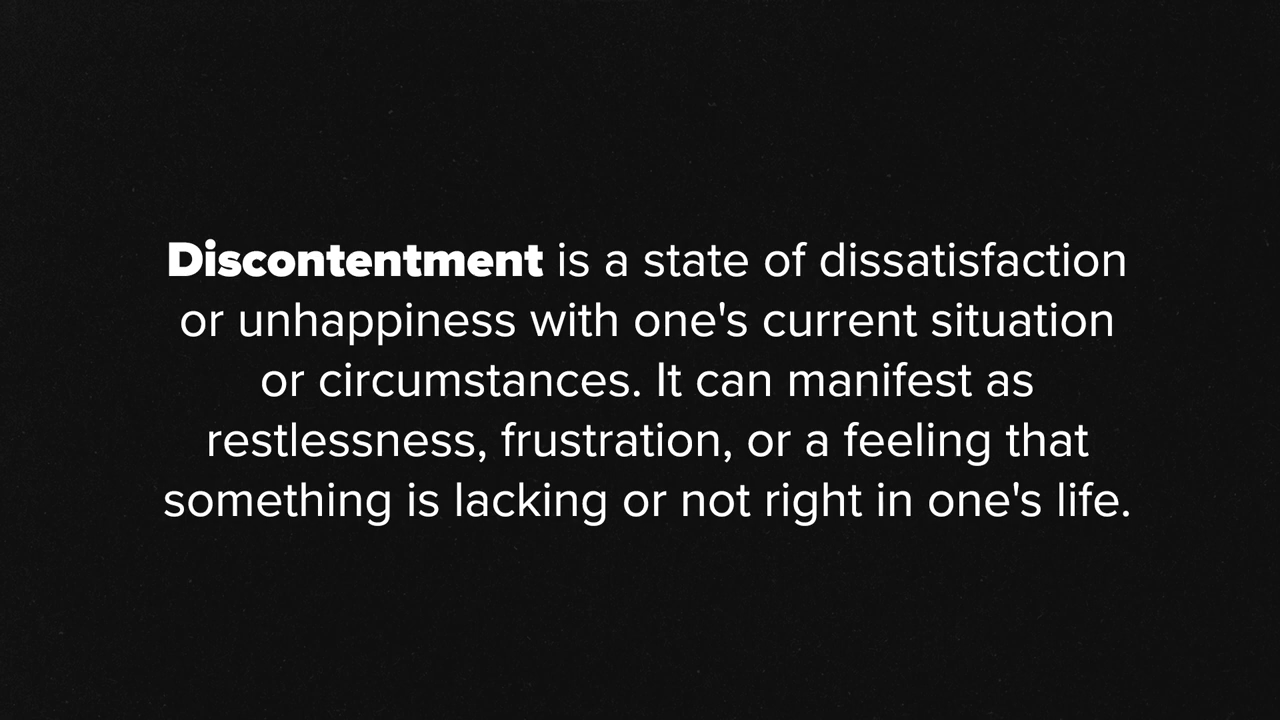 Discontentment is a state of dissatisfaction
or unhappiness with one's current situation
or circumstances. It can manifest as
restlessness, frustration, or a feeling that
something is lacking or not right in one's life.